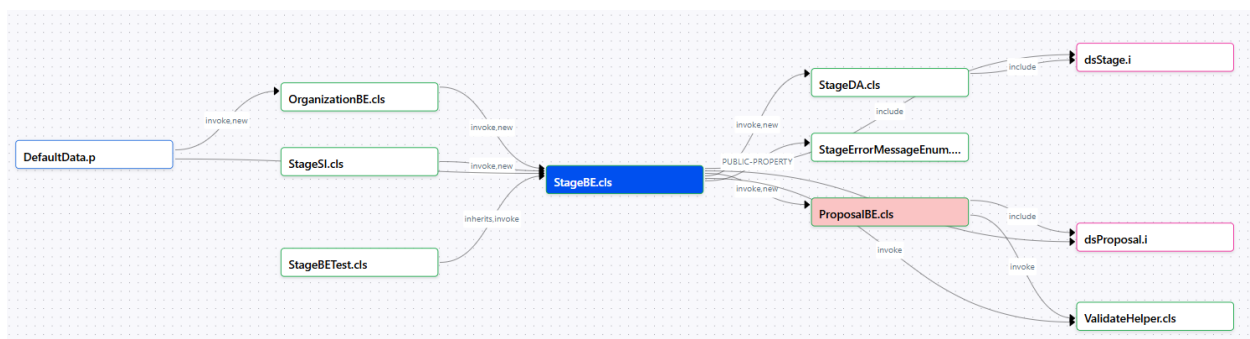 dsStage.i
include
StageDA.cls
OrganizationBE.cls
include
invoke,new
invoke,new
invoke,new
StageErrorMessageEnum....
DefaultData.p
StageSI.cls
invoke,new
PUBLIC-PROPERTY
StageBE.cls
invoke,new
ProposalBE.cls
inherits,invoke
include
dsProposal.i
invoke
StageBETest.cls
invoke
ValidateHelper.cls